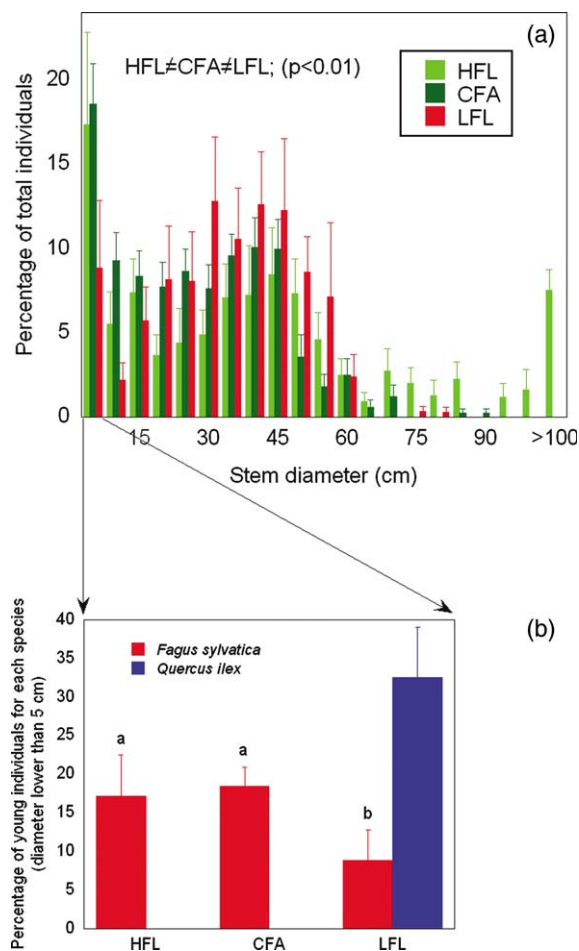 (a)
HFL≠CFA≠LFL; (p<0.01)
HFL
CFA
LFL
Percentage of total individuals
20
15
10
5
0
15 30 45 60 75 90 >100
Stem diameter (cm)
(b)
Fagus sylvatica
Quercus ilex
Percentage of young individuals for each species
(diameter lower than 5 cm)
40
35
30
25
20
15
10
5
0
a
a
b
HFL CFA LFL